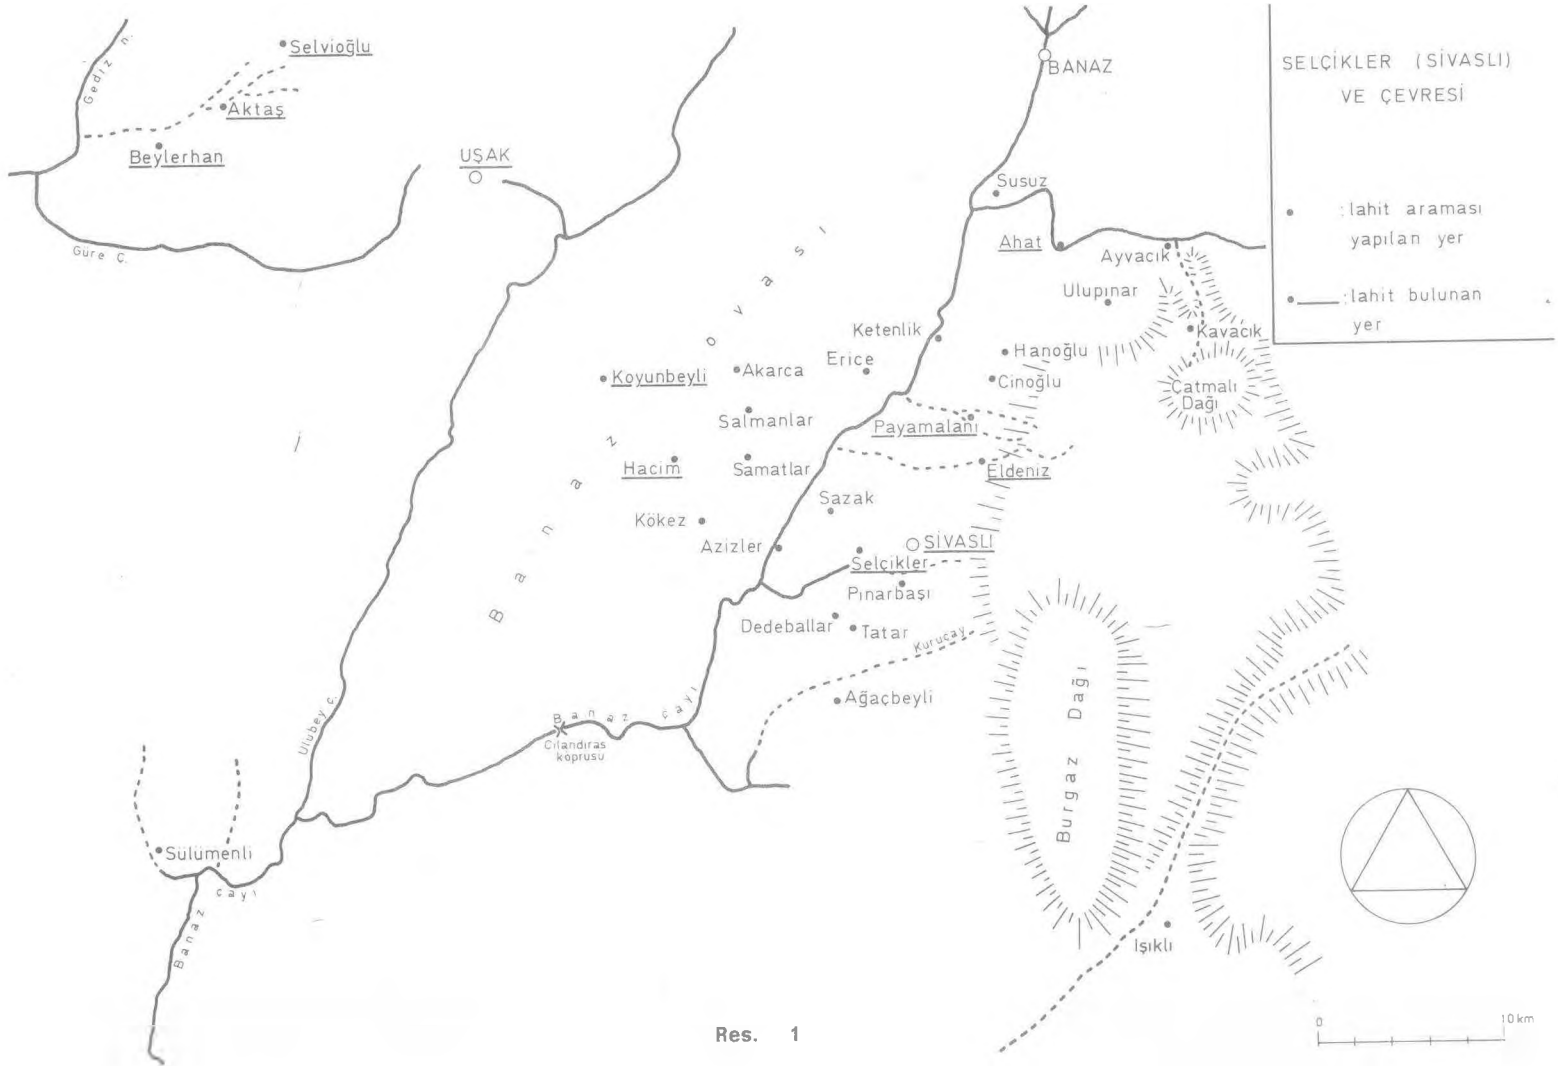 SELÇİKLER (SİVASLI)
VE ÇEVRESİ
:lahit araması
yapılan yer
:lahit bulunan
yer
Gediz n.
Selvioğlu
Aktaş
Beylerhan
UŞAK
Güre Ç.
BANAZ
Susuz
Ahat
Ayvacık
Ulupınar
Kavacık
Çatmalı
Dağı
Ketenlik
Hanoğlu
Erice
Cinoğlu
Koyunbeyli
Akarca
Salmanlar
Payamalanı
Hacim
Samatlar
Eldeniz
Banaz ovası
İ
Sazak
Kökez
Azizler
SİVASLI
Selçikler
Pınarbaşı
Dedeballar
Tatar
Kuruçay
Ağaçbeyli
Burgaz Dağı
Ulubey ç.
Banaz çayı
Cılandıras
köprüsü
Sülümenli
Banaz çayı
Işıklı
0 10 km
Res. 1